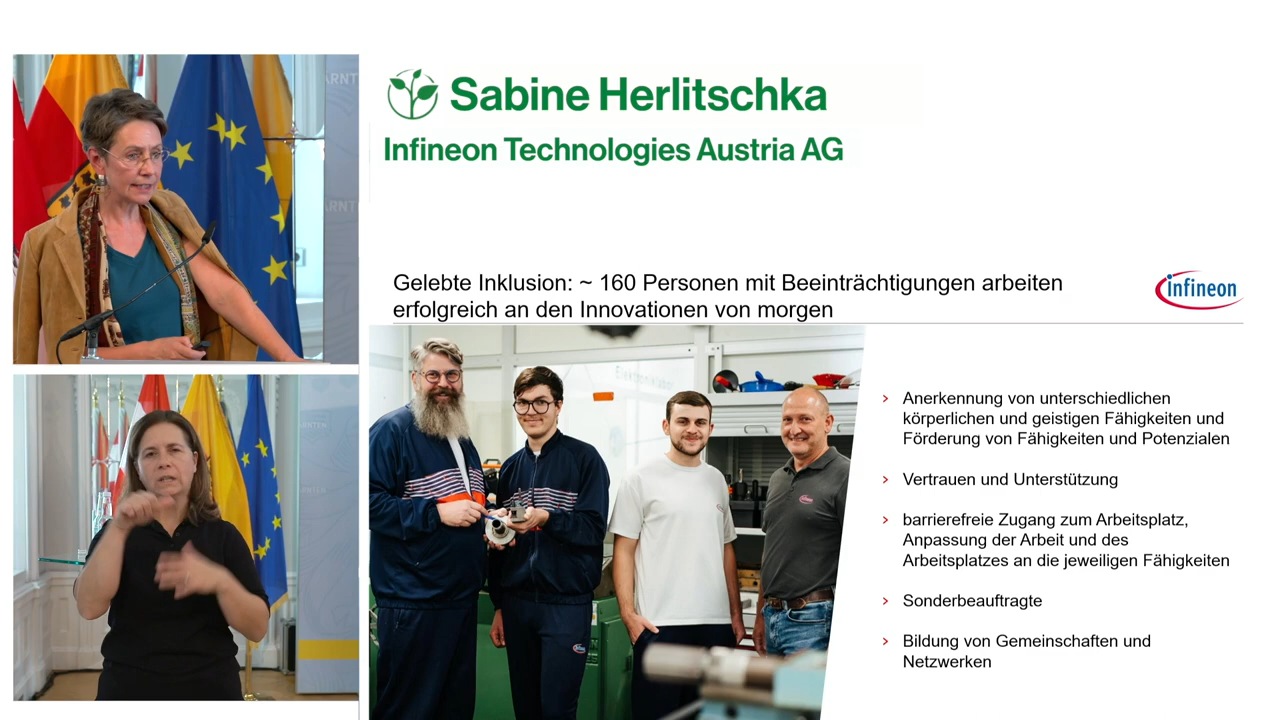 Sabine Herlitschka
Infineon Technologies Austria AG
Gelebte Inklusion: ~ 160 Personen mit Beeinträchtigungen arbeiten
erfolgreich an den Innovationen von morgen
infineon
› Anerkennung von unterschiedlichen
körperlichen und geistigen Fähigkeiten und
Förderung von Fähigkeiten und Potenzialen
› Vertrauen und Unterstützung
› barrierefreie Zugang zum Arbeitsplatz,
Anpassung der Arbeit und des
Arbeitsplatzes an die jeweiligen Fähigkeiten
› Sonderbeauftragte
› Bildung von Gemeinschaften und
Netzwerken